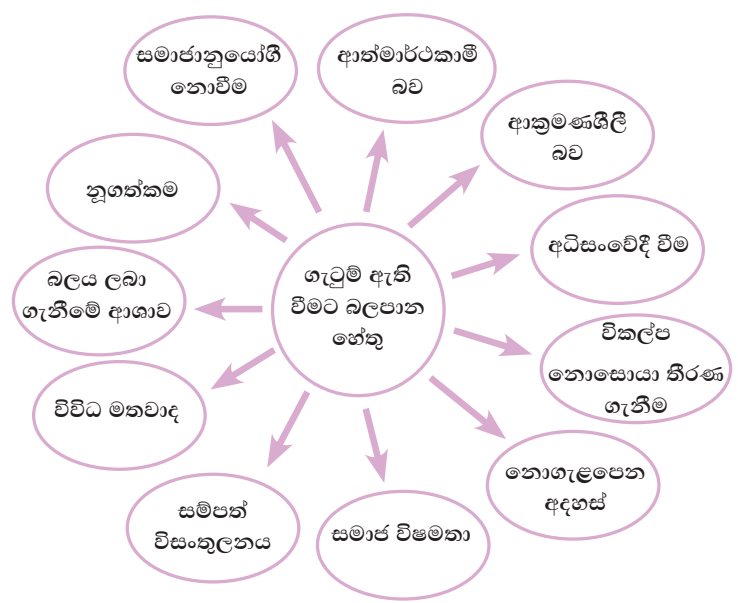 සමාජානුයෝගී
නොවීම
ආත්මාර්ථකාමී
බව
ආක්‍රමණශීලී
බව
අධිසංවේදී වීම
විකල්ප
නොසොයා තීරණ
ගැනීම
නොගැළපෙන
අදහස්
සමාජ විෂමතා
සම්පත්
විසංතුලනය
විවිධ මතවාද
බලය ලබා
ගැනීමේ ආශාව
නූගත්කම
ගැටුම් ඇති
වීමට බලපාන
හේතු